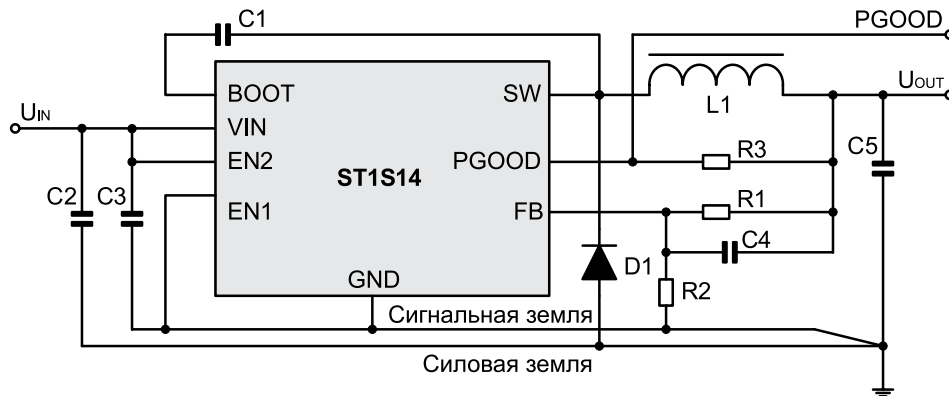 C1
PGOOD
BOOT
SW
L1
UOUT
UIN
VIN
EN2
ST1S14
PGOOD
R3
C5
C2
C3
EN1
FB
R1
C4
D1
R2
GND
Сигнальная земля
Силовая земля